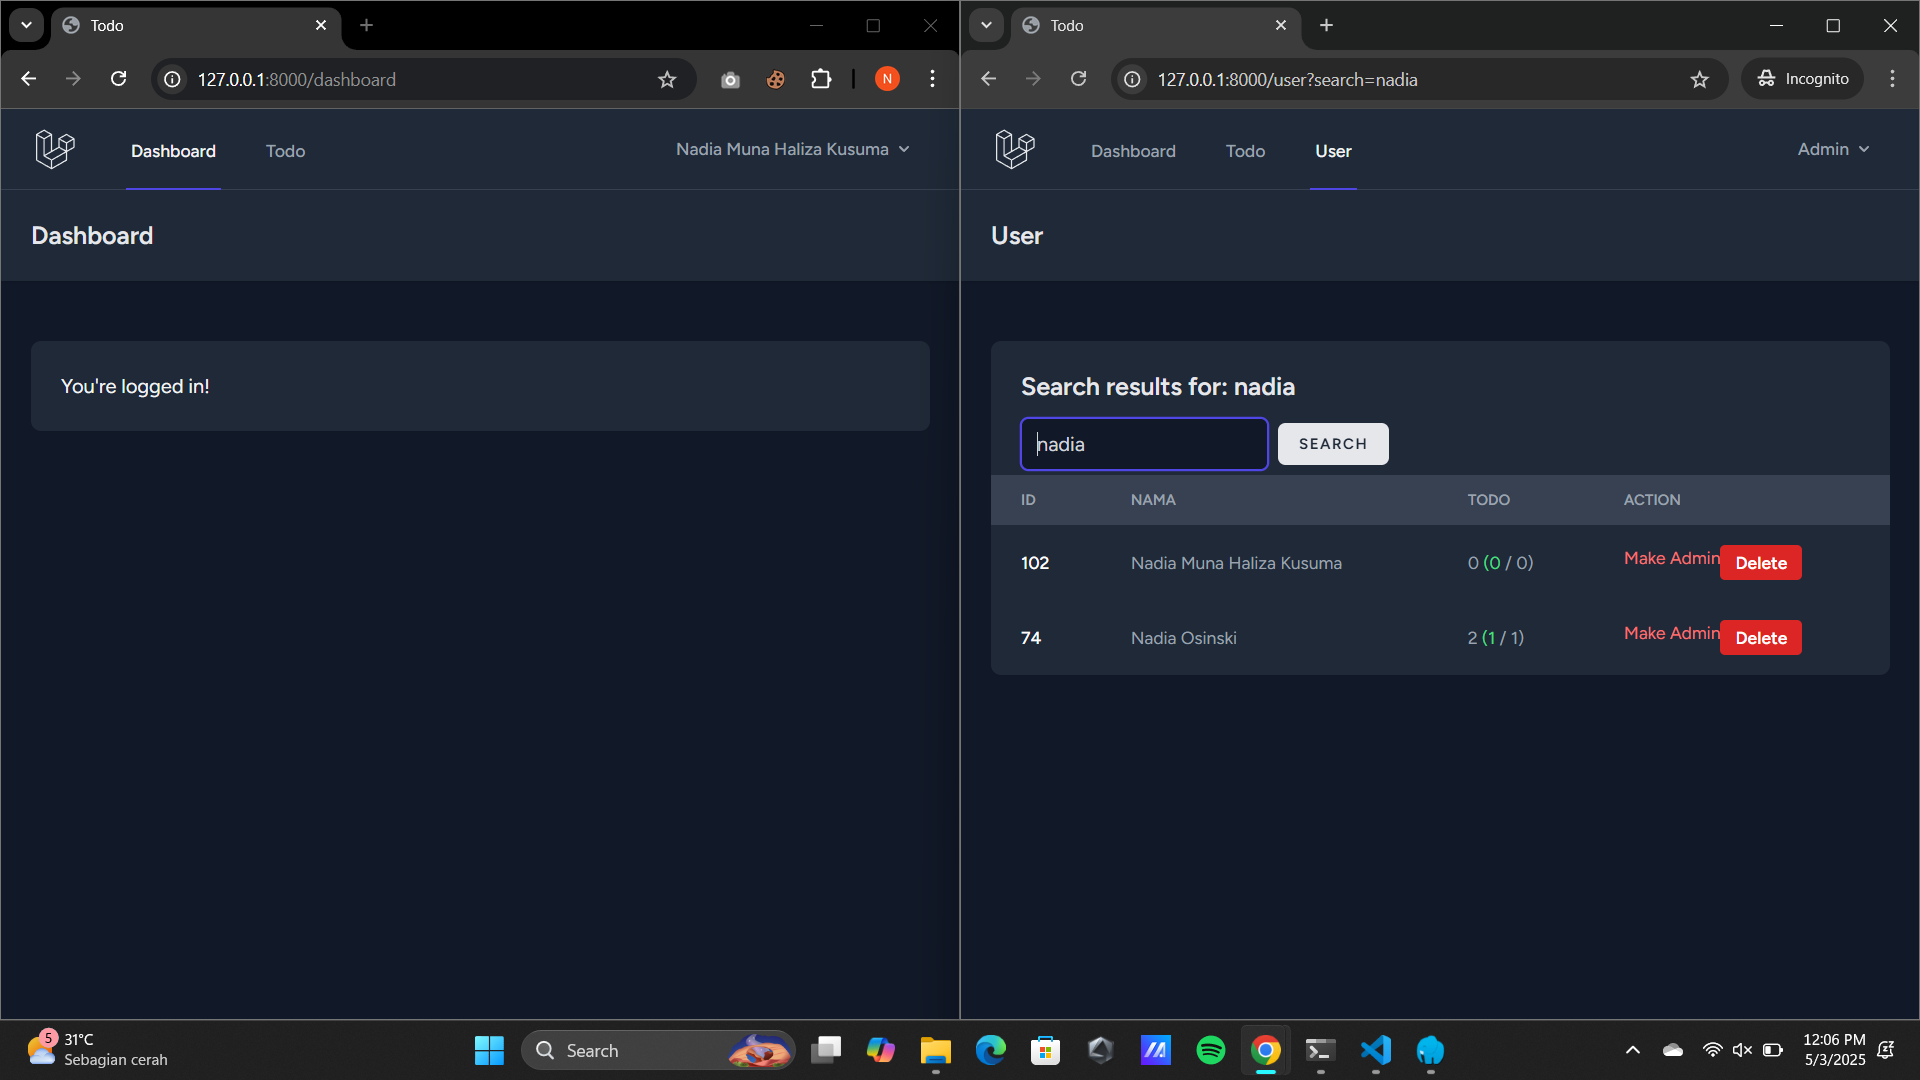 Todo
127.0.0.1:8000/dashboard
N
Dashboard
Todo
Nadia Muna Haliza Kusuma
Dashboard
You're logged in!
Todo
127.0.0.1:8000/user?search=nadia
Incognito
Dashboard
Todo
User
Admin
User
Search results for: nadia
nadia
SEARCH
ID NAMA TODO ACTION
102 Nadia Muna Haliza Kusuma 0 (0 / 0) Make Admin Delete
74 Nadia Osinski 2 (1 / 1) Make Admin Delete
5
31°C
Sebagian cerah
Search
12:06 PM
5/3/2025